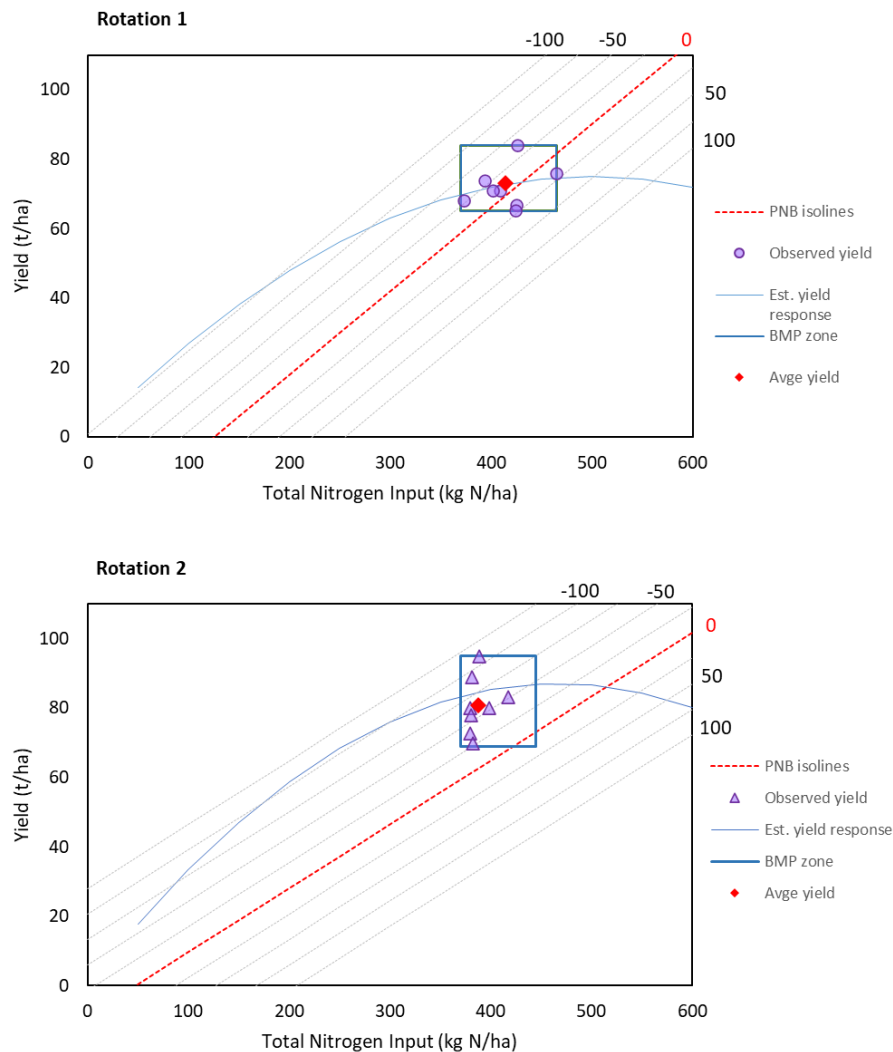 Rotation 1
-100
-50
0
50
100
100
80
60
40
20
0
Yield (t/ha)
0
100
200
300
400
500
600
Total Nitrogen Input (kg N/ha)
PNB isolines
Observed yield
Est. yield
response
BMP zone
Avge yield
Rotation 2
-100
-50
0
50
100
100
80
60
40
20
0
Yield (t/ha)
0
100
200
300
400
500
600
Total Nitrogen Input (kg N/ha)
PNB isolines
Observed yield
Est. yield response
BMP zone
Avge yield